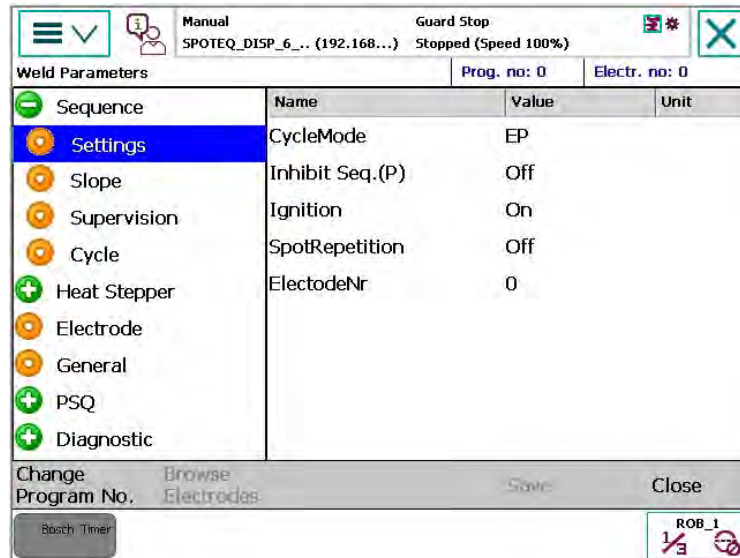 Manual
Guard Stop
SPOTEQ_DISP_6_.. (192.168...)
Stopped (Speed 100%)
Weld Parameters
Prog. no: 0
Electr. no: 0
Sequence
Settings
Slope
Supervision
Cycle
Heat Stepper
Electrode
General
PSQ
Diagnostic
Name Value Unit
CycleMode EP
Inhibit Seq.(P) Off
Ignition On
SpotRepetition Off
ElectodeNr 0
Change
Program No.
Browse
Electrodes
Save
Close
Bosch Timer
ROB_1
1/3